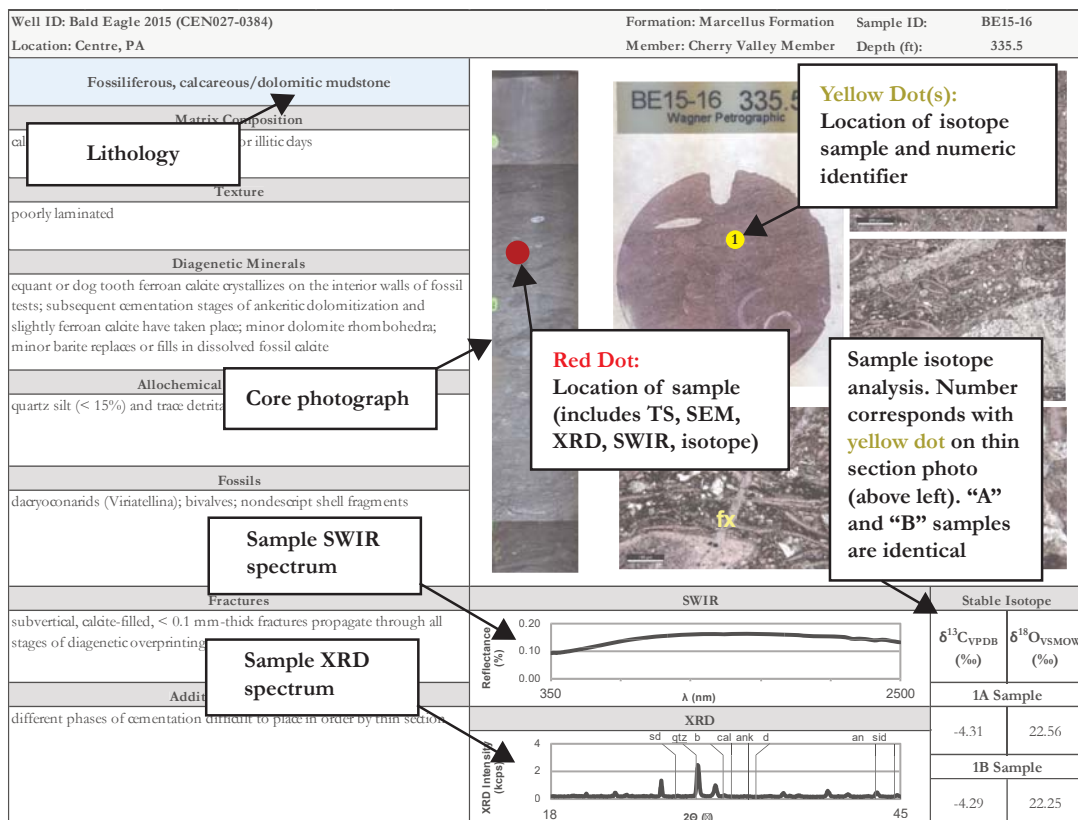 Well ID: Bald Eagle 2015 (CEN027-0384)
Formation: Marcellus Formation
Sample ID:
BE15-16
Location: Centre, PA
Member: Cherry Valley Member
Depth (ft):
335.5
Fossiliferous, calcareous/dolomitic mudstone
Matrix Composition
or illitic clays
Lithology
Texture
poorly laminated
Diagenetic Minerals
equant or dog tooth ferroan calcite crystallizes on the interior walls of fossil
tests; subsequent cementation stages of ankeritic dolomitization and
slightly ferroan calcite have taken place; minor dolomite rhombohedra;
minor barite replaces or fills in dissolved fossil calcite
Allochemical
quartz silt (< 15%) and trace
Core photograph
Fossils
dacryoconarids (Viriatellina); bivalves; nondescript shell fragments
Sample SWIR
spectrum
Fractures
subvertical, calcite-filled, < 0.1 mm-thick fractures propagate through all
stages of diagenetic overprinting
Sample XRD
spectrum
different phases of cementation difficult to place in order by thin section
BE15-16 335.5
Wagner Petrographic
1
Yellow Dot(s):
Location of isotope
sample and numeric
identifier
Red Dot:
Location of sample
(includes TS, SEM,
XRD, SWIR, isotope)
fx
Sample isotope
analysis. Number
corresponds with
yellow dot on thin
section photo
(above left). “A”
and “B” samples
are identical
SWIR
Reflectance
(%)
0.20
0.10
0.00
350
λ (nm)
2500
XRD
sd qtz b cal ank d an sid
XRD Intensity
(kcps)
4
2
0
18
2Θ (°)
45
Stable Isotope
δ13CVPDB
(‰)
δ18OVSMOW
(‰)
1A Sample
-4.31
22.56
1B Sample
-4.29
22.25